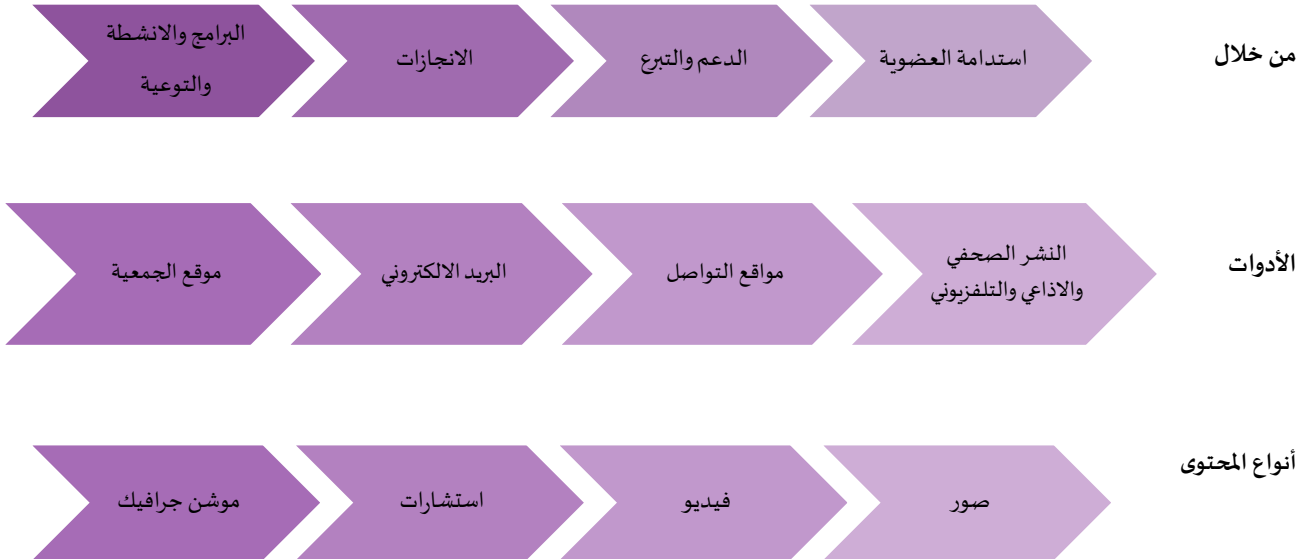 من خلال
استدامة العضوية
الدعم والتبرع
الانجازات
البرامج والانشطة
والتوعية
الأدوات
النشر الصحفي
والاذاعي والتلفزيوني
مواقع التواصل
البريد الالكتروني
موقع الجمعية
أنواع المحتوى
صور
فيديو
استشارات
موشن جرافيك